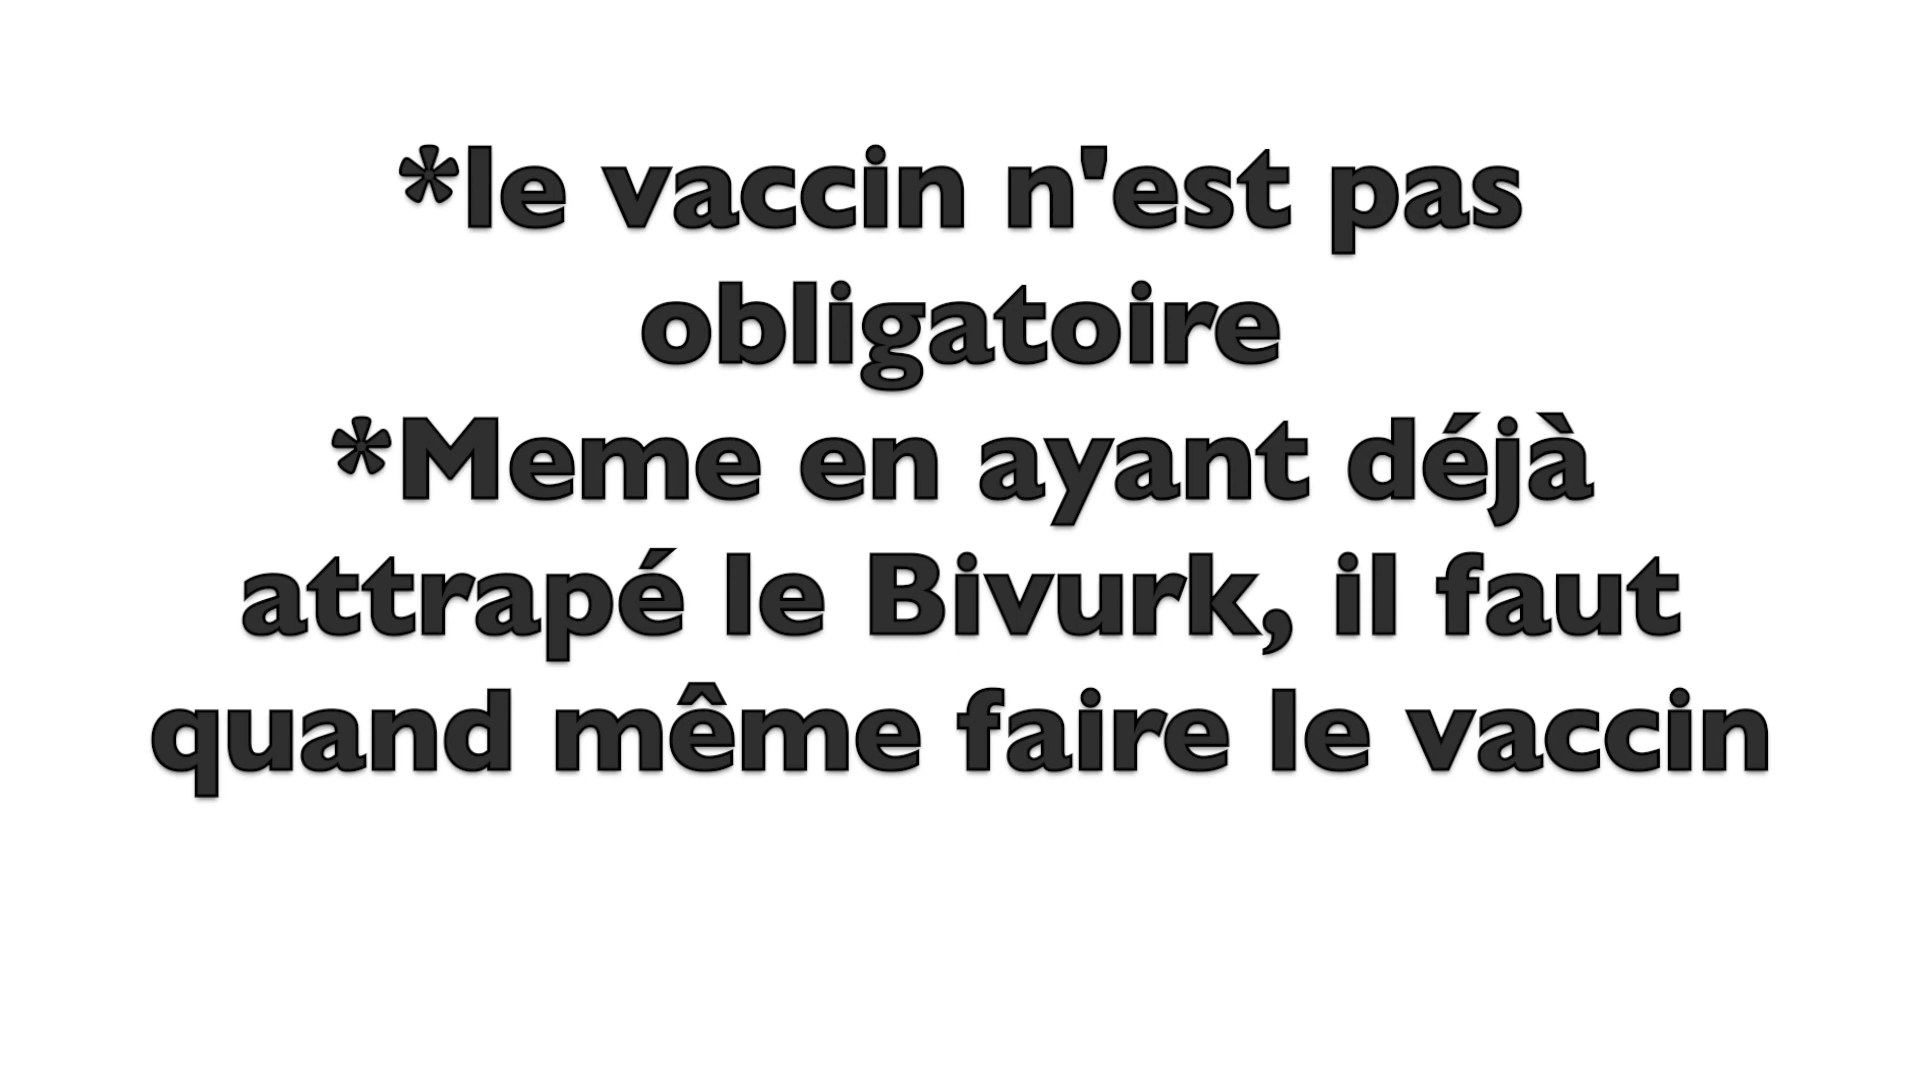 *le vaccin n'est pas
obligatoire
*Meme en ayant déjà
attrapé le Bivurk, il faut
quand même faire le vaccin